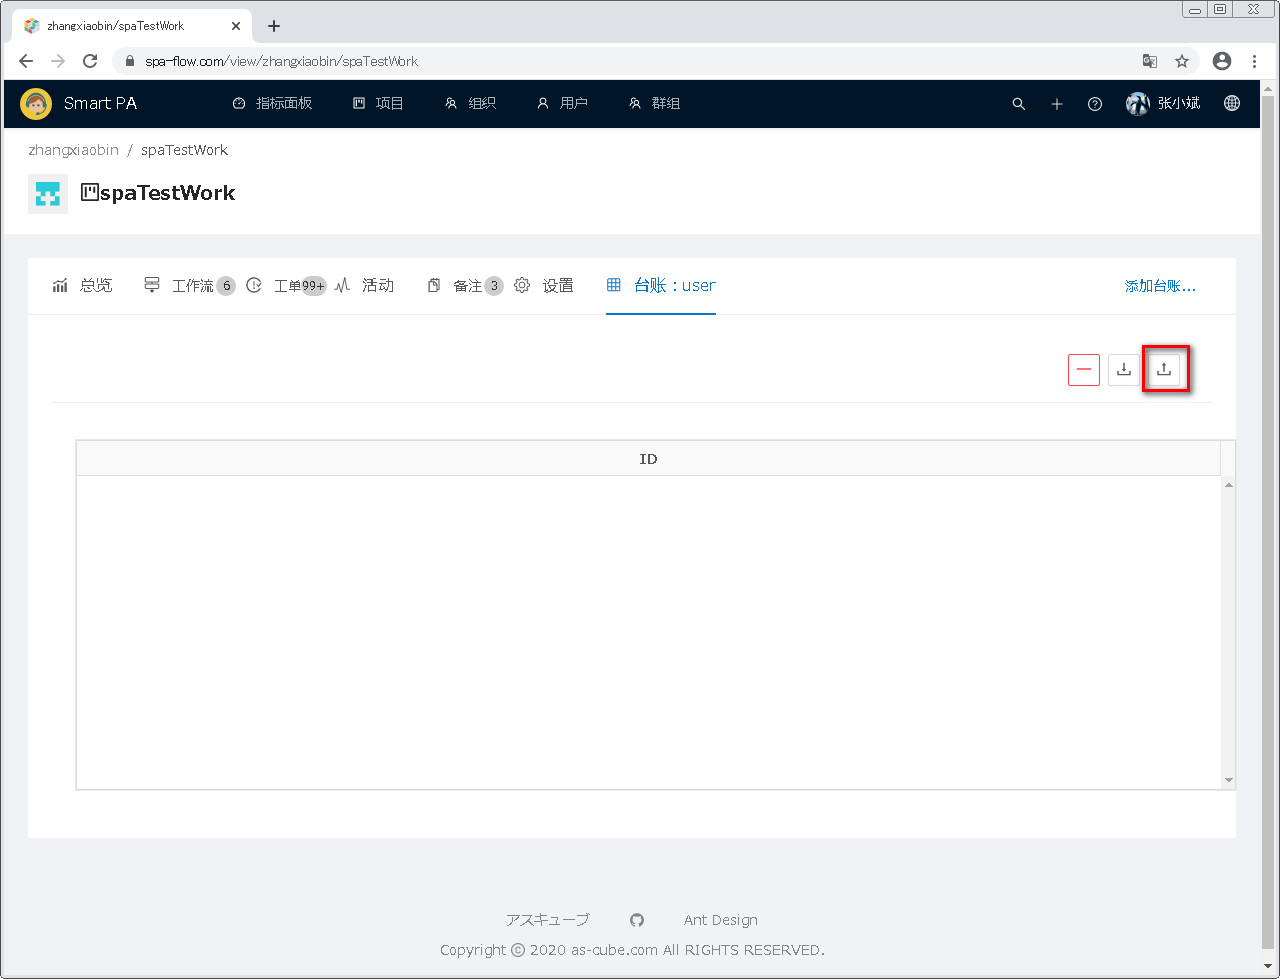 zhangxiaobin/spaTestWork
spa-flow.com/view/zhangxiaobin/spaTestWork
Smart PA 指标面板 项目 组织 用户 群组 张小斌
zhangxiaobin / spaTestWork
spaTestWork
总览 工作流 6 工单 99+ 活动 备注 3 设置 台账：user 添加台账...
ID
アスキューブ Ant Design
Copyright © 2020 as-cube.com All RIGHTS RESERVED.